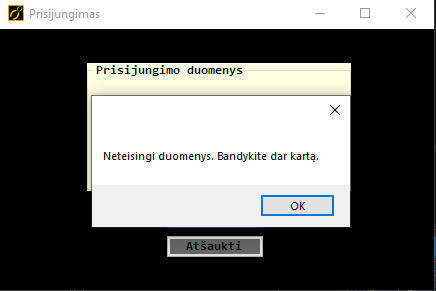 Prisijungimas
Prisijungimo duomenys
Neteisingi duomenys. Bandykite dar kartą.
OK
Atšaukti